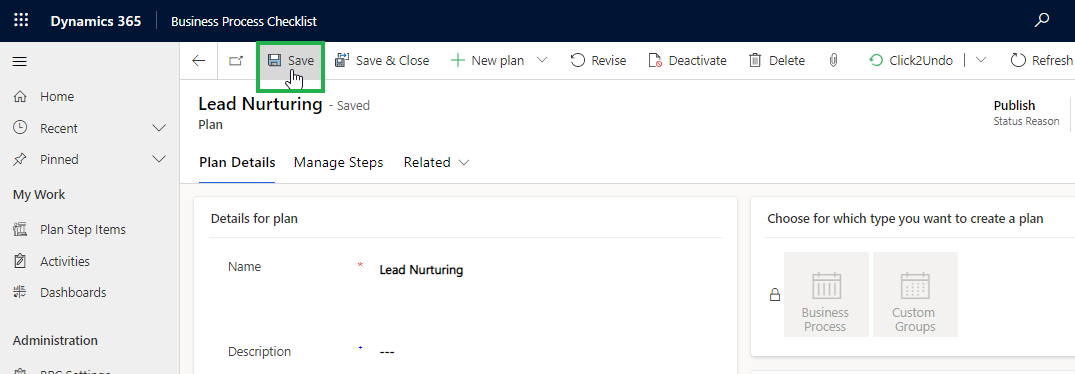 Dynamics 365 Business Process Checklist
Save Save & Close New plan Revise Deactivate Delete Click2Undo Refresh
Home
Recent
Pinned
My Work
Plan Step Items
Activities
Dashboards
Administration
Lead Nurturing - Saved
Plan
Publish
Status Reason
Plan Details Manage Steps Related
Details for plan
Name * Lead Nurturing
Description + ---
Choose for which type you want to create a plan
Business
Process
Custom
Groups